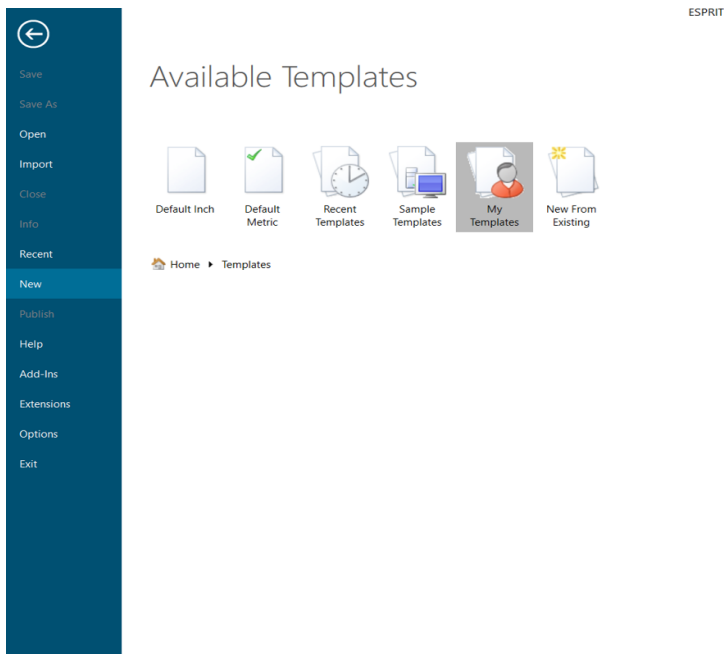 ESPRIT
Save
Save As
Open
Import
Close
Info
Recent
New
Publish
Help
Add-Ins
Extensions
Options
Exit
Available Templates
Default Inch
Default
Metric
Recent
Templates
Sample
Templates
My
Templates
New From
Existing
Home ▸ Templates